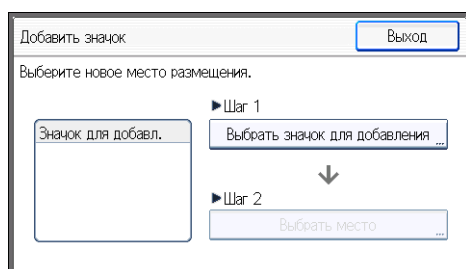 Добавить значок
Выход
Выберите новое место размещения.
▶Шаг 1
Значок для добавл.
Выбрать значок для добавления ...
▶Шаг 2
Выбрать место ...